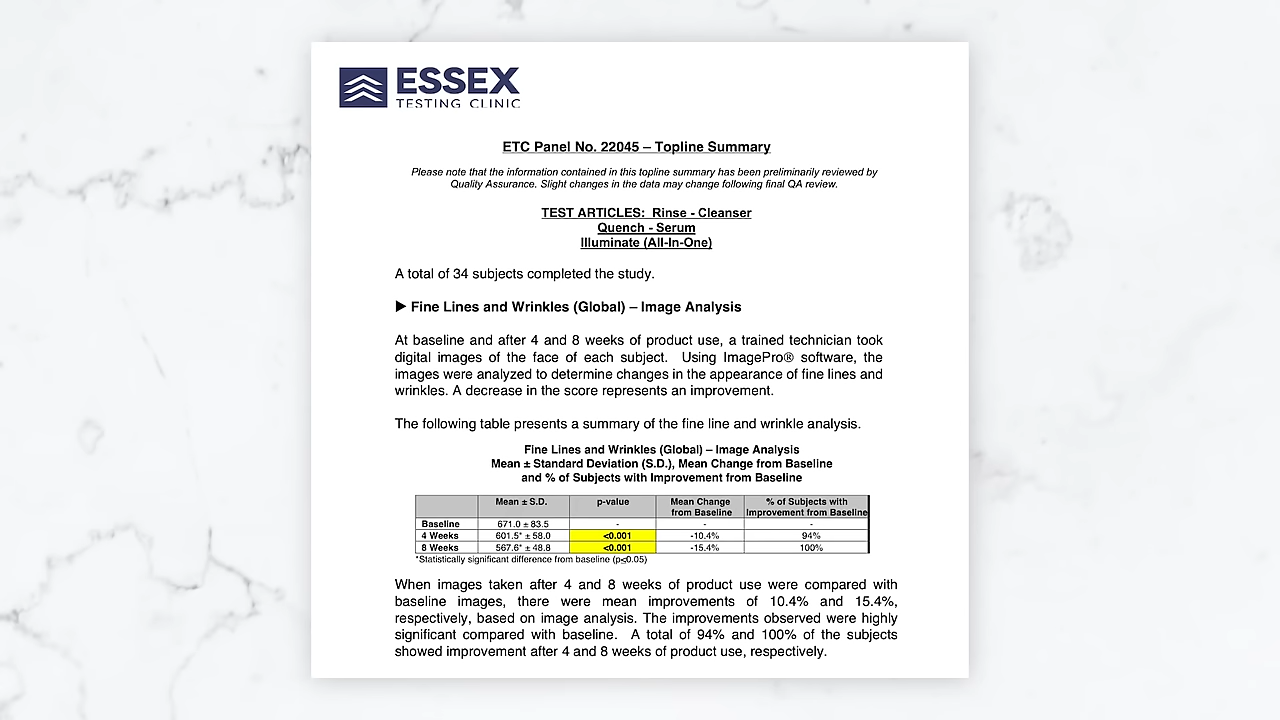 ESSEX
TESTING CLINIC
ETC Panel No. 22045 – Topline Summary
Please note that the information contained in this topline summary has been preliminarily reviewed by
Quality Assurance. Slight changes in the data may change following final QA review.
TEST ARTICLES: Rinse - Cleanser
Quench - Serum
Illuminate (All-In-One)
A total of 34 subjects completed the study.
▶ Fine Lines and Wrinkles (Global) – Image Analysis
At baseline and after 4 and 8 weeks of product use, a trained technician took
digital images of the face of each subject. Using ImagePro® software, the
images were analyzed to determine changes in the appearance of fine lines and
wrinkles. A decrease in the score represents an improvement.
The following table presents a summary of the fine line and wrinkle analysis.
Fine Lines and Wrinkles (Global) – Image Analysis
Mean ± Standard Deviation (S.D.), Mean Change from Baseline
and % of Subjects with Improvement from Baseline
Mean ± S.D. p-value Mean Change % of Subjects with
from Baseline Improvement from Baseline
Baseline 671.0 ± 83.5 - - -
4 Weeks 601.5* ± 58.0 <0.001 -10.4% 94%
8 Weeks 567.6* ± 48.8 <0.001 -15.4% 100%
*Statistically significant difference from baseline (p≤0.05)
When images taken after 4 and 8 weeks of product use were compared with
baseline images, there were mean improvements of 10.4% and 15.4%,
respectively, based on image analysis. The improvements observed were highly
significant compared with baseline. A total of 94% and 100% of the subjects
showed improvement after 4 and 8 weeks of product use, respectively.